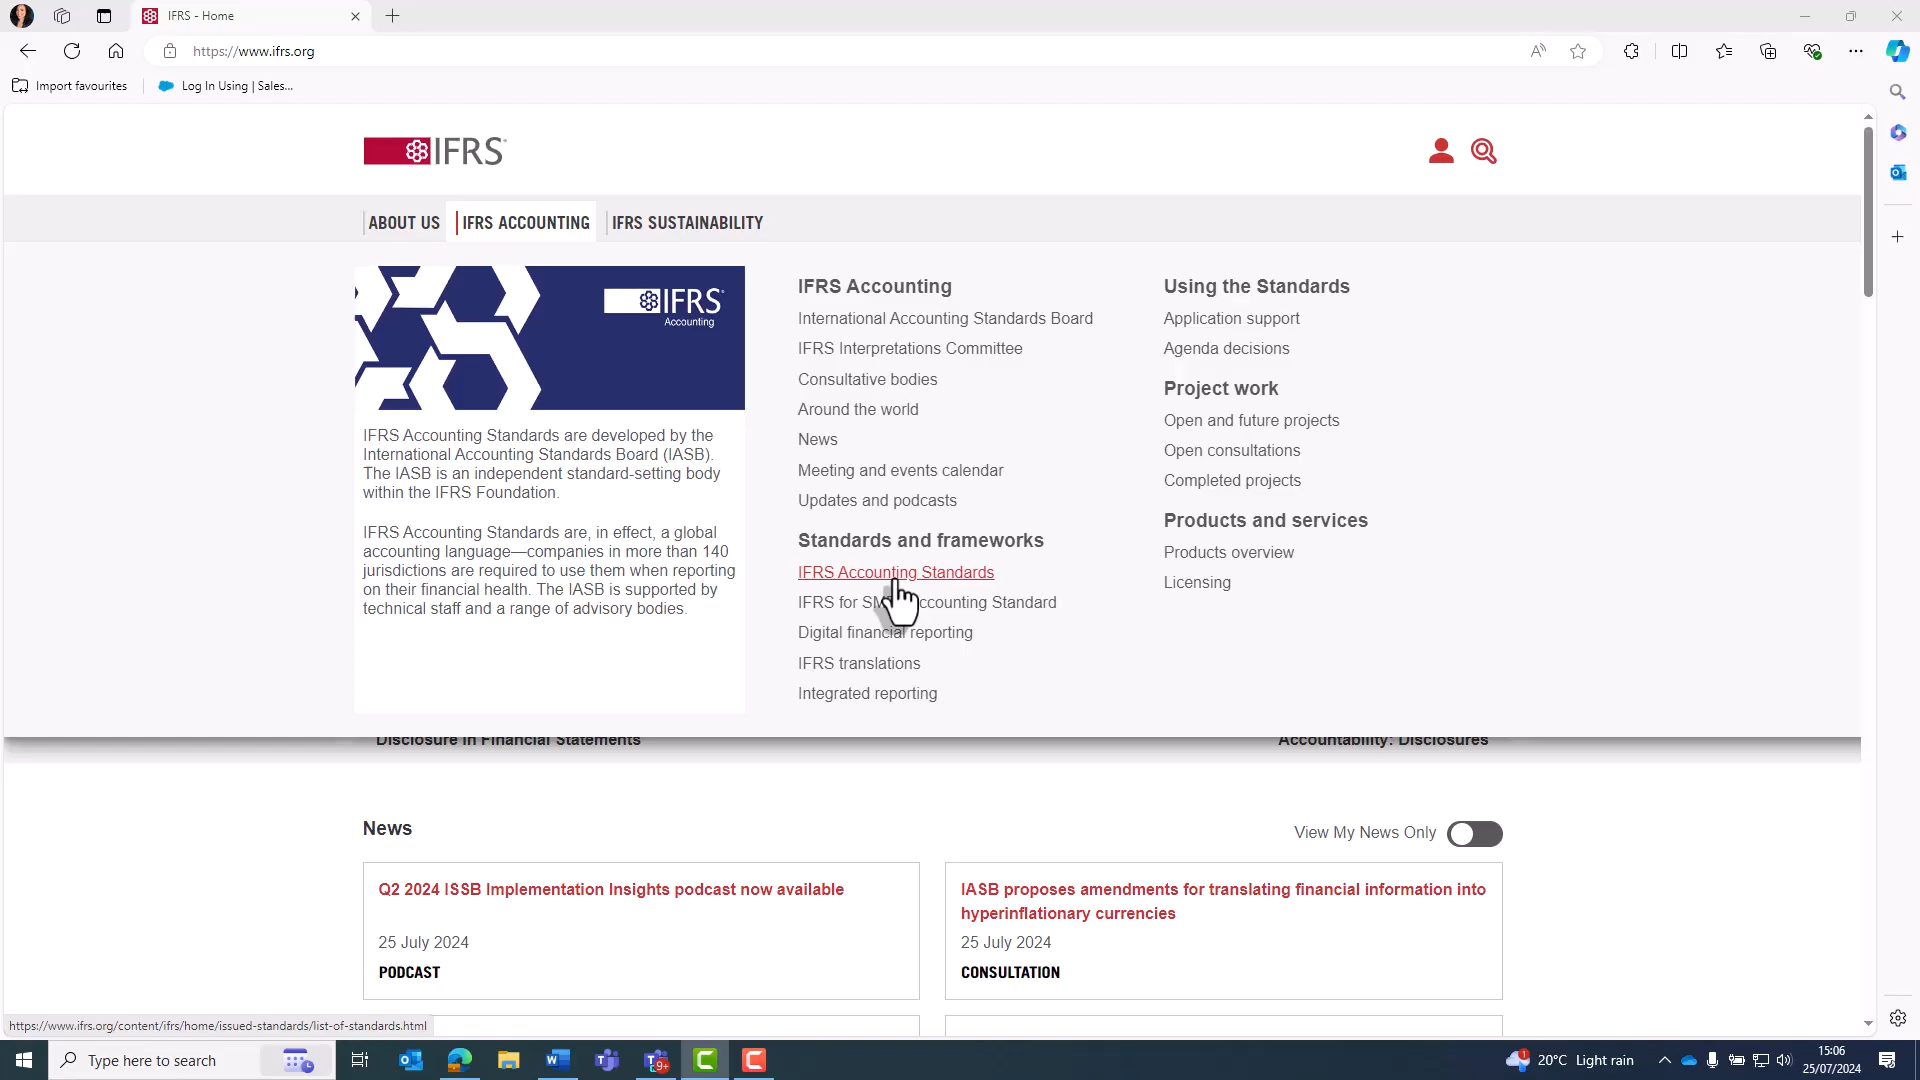 IFRS - Home
https://www.ifrs.org
Import favourites
Log In Using | Sales...
IFRS
ABOUT US
IFRS ACCOUNTING
IFRS SUSTAINABILITY
IFRS
Accounting
IFRS Accounting Standards are developed by the
International Accounting Standards Board (IASB).
The IASB is an independent standard-setting body
within the IFRS Foundation.
IFRS Accounting Standards are, in effect, a global
accounting language—companies in more than 140
jurisdictions are required to use them when reporting
on their financial health. The IASB is supported by
technical staff and a range of advisory bodies.
IFRS Accounting
International Accounting Standards Board
IFRS Interpretations Committee
Consultative bodies
Around the world
News
Meeting and events calendar
Updates and podcasts
Standards and frameworks
IFRS Accounting Standards
IFRS for Accounting Standard
Digital financial reporting
IFRS translations
Integrated reporting
Using the Standards
Application support
Agenda decisions
Project work
Open and future projects
Open consultations
Completed projects
Products and services
Products overview
Licensing
Disclosure in Financial Statements
Accountability: Disclosures
News
View My News Only
Q2 2024 ISSB Implementation Insights podcast now available
25 July 2024
PODCAST
IASB proposes amendments for translating financial information into
hyperinflationary currencies
25 July 2024
CONSULTATION
https://www.ifrs.org/content/ifrs/home/issued-standards/list-of-standards.html
Type here to search
9+
1
20°C Light rain
15:06
25/07/2024